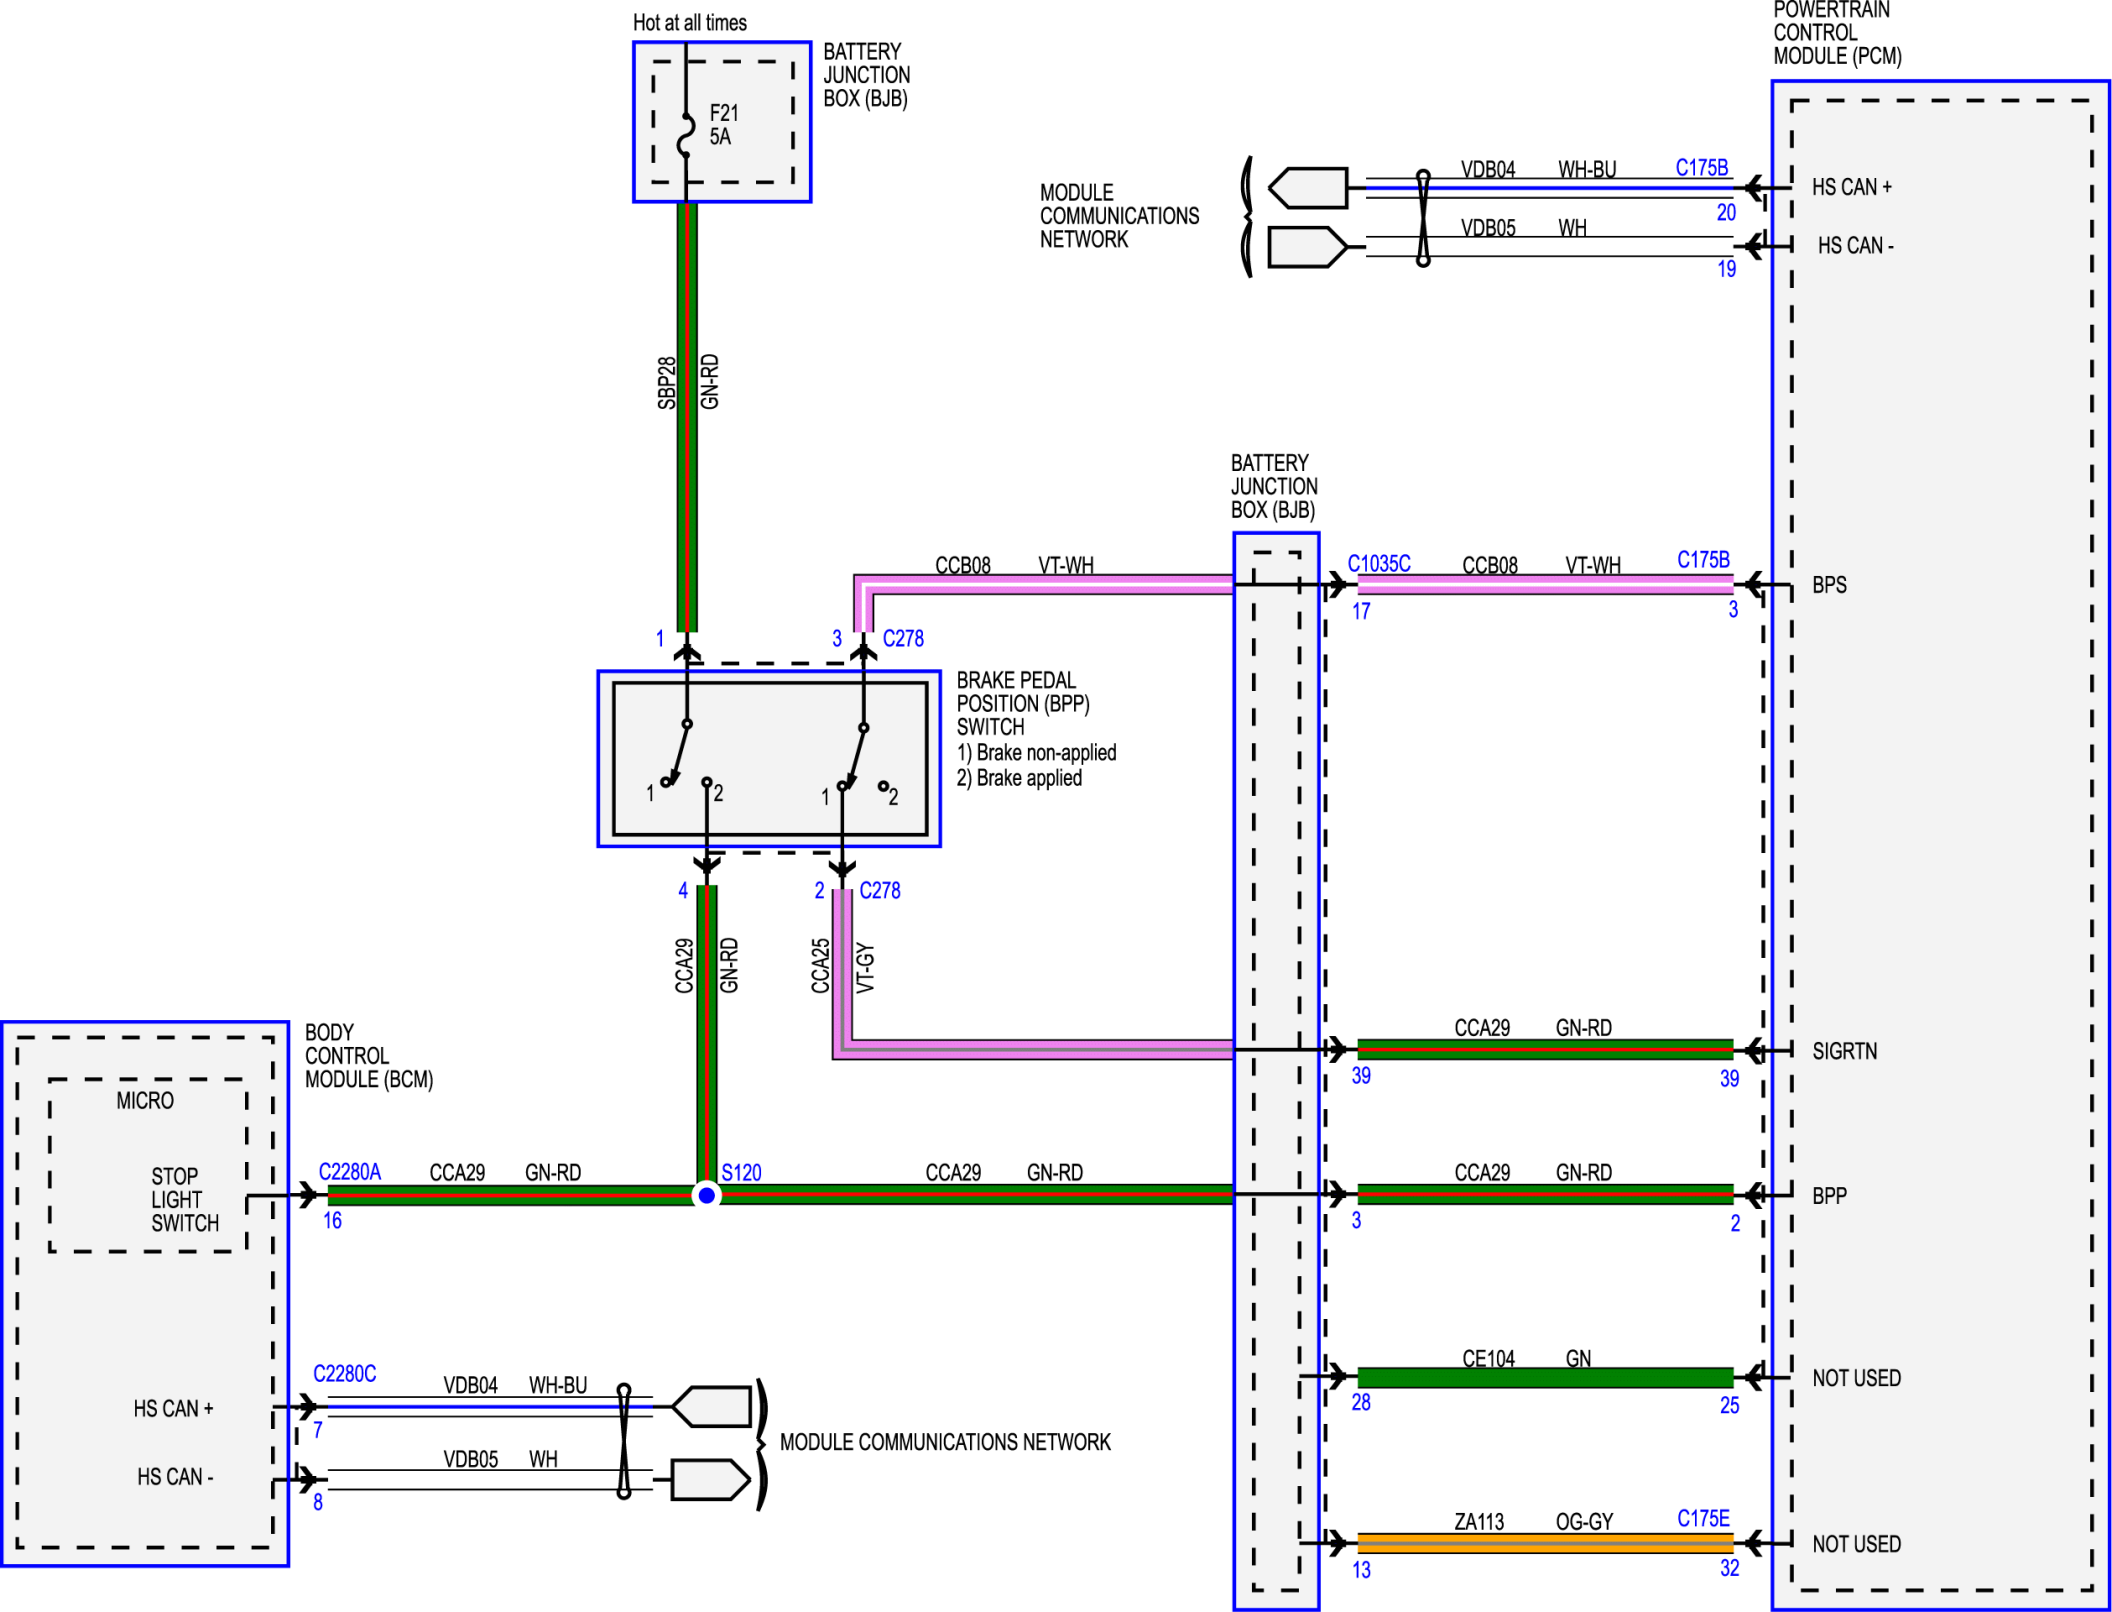 Hot at all times
BATTERY
JUNCTION
BOX (BJB)
F21
5A
SBP28
GN-RD
POWERTRAIN
CONTROL
MODULE (PCM)
MODULE
COMMUNICATIONS
NETWORK
VDB04 WH-BU C175B
20
HS CAN +
VDB05 WH
19
HS CAN -
BATTERY
JUNCTION
BOX (BJB)
CCB08 VT-WH
C1035C CCB08 VT-WH C175B
17 3
BPS
1 3 C278
BRAKE PEDAL
POSITION (BPP)
SWITCH
1) Brake non-applied
2) Brake applied
1 2 1 2
4 2 C278
CCA29
GN-RD
CCA25
VT-GY
CCA29 GN-RD
39 39
SIGRTN
BODY
CONTROL
MODULE (BCM)
MICRO
STOP
LIGHT
SWITCH
C2280A CCA29 GN-RD S120 CCA29 GN-RD CCA29 GN-RD
16 3 2
BPP
CE104 GN
28 25
NOT USED
C2280C VDB04 WH-BU
HS CAN +
7
MODULE COMMUNICATIONS NETWORK
VDB05 WH
HS CAN -
8
ZA113 OG-GY C175E
13 32
NOT USED